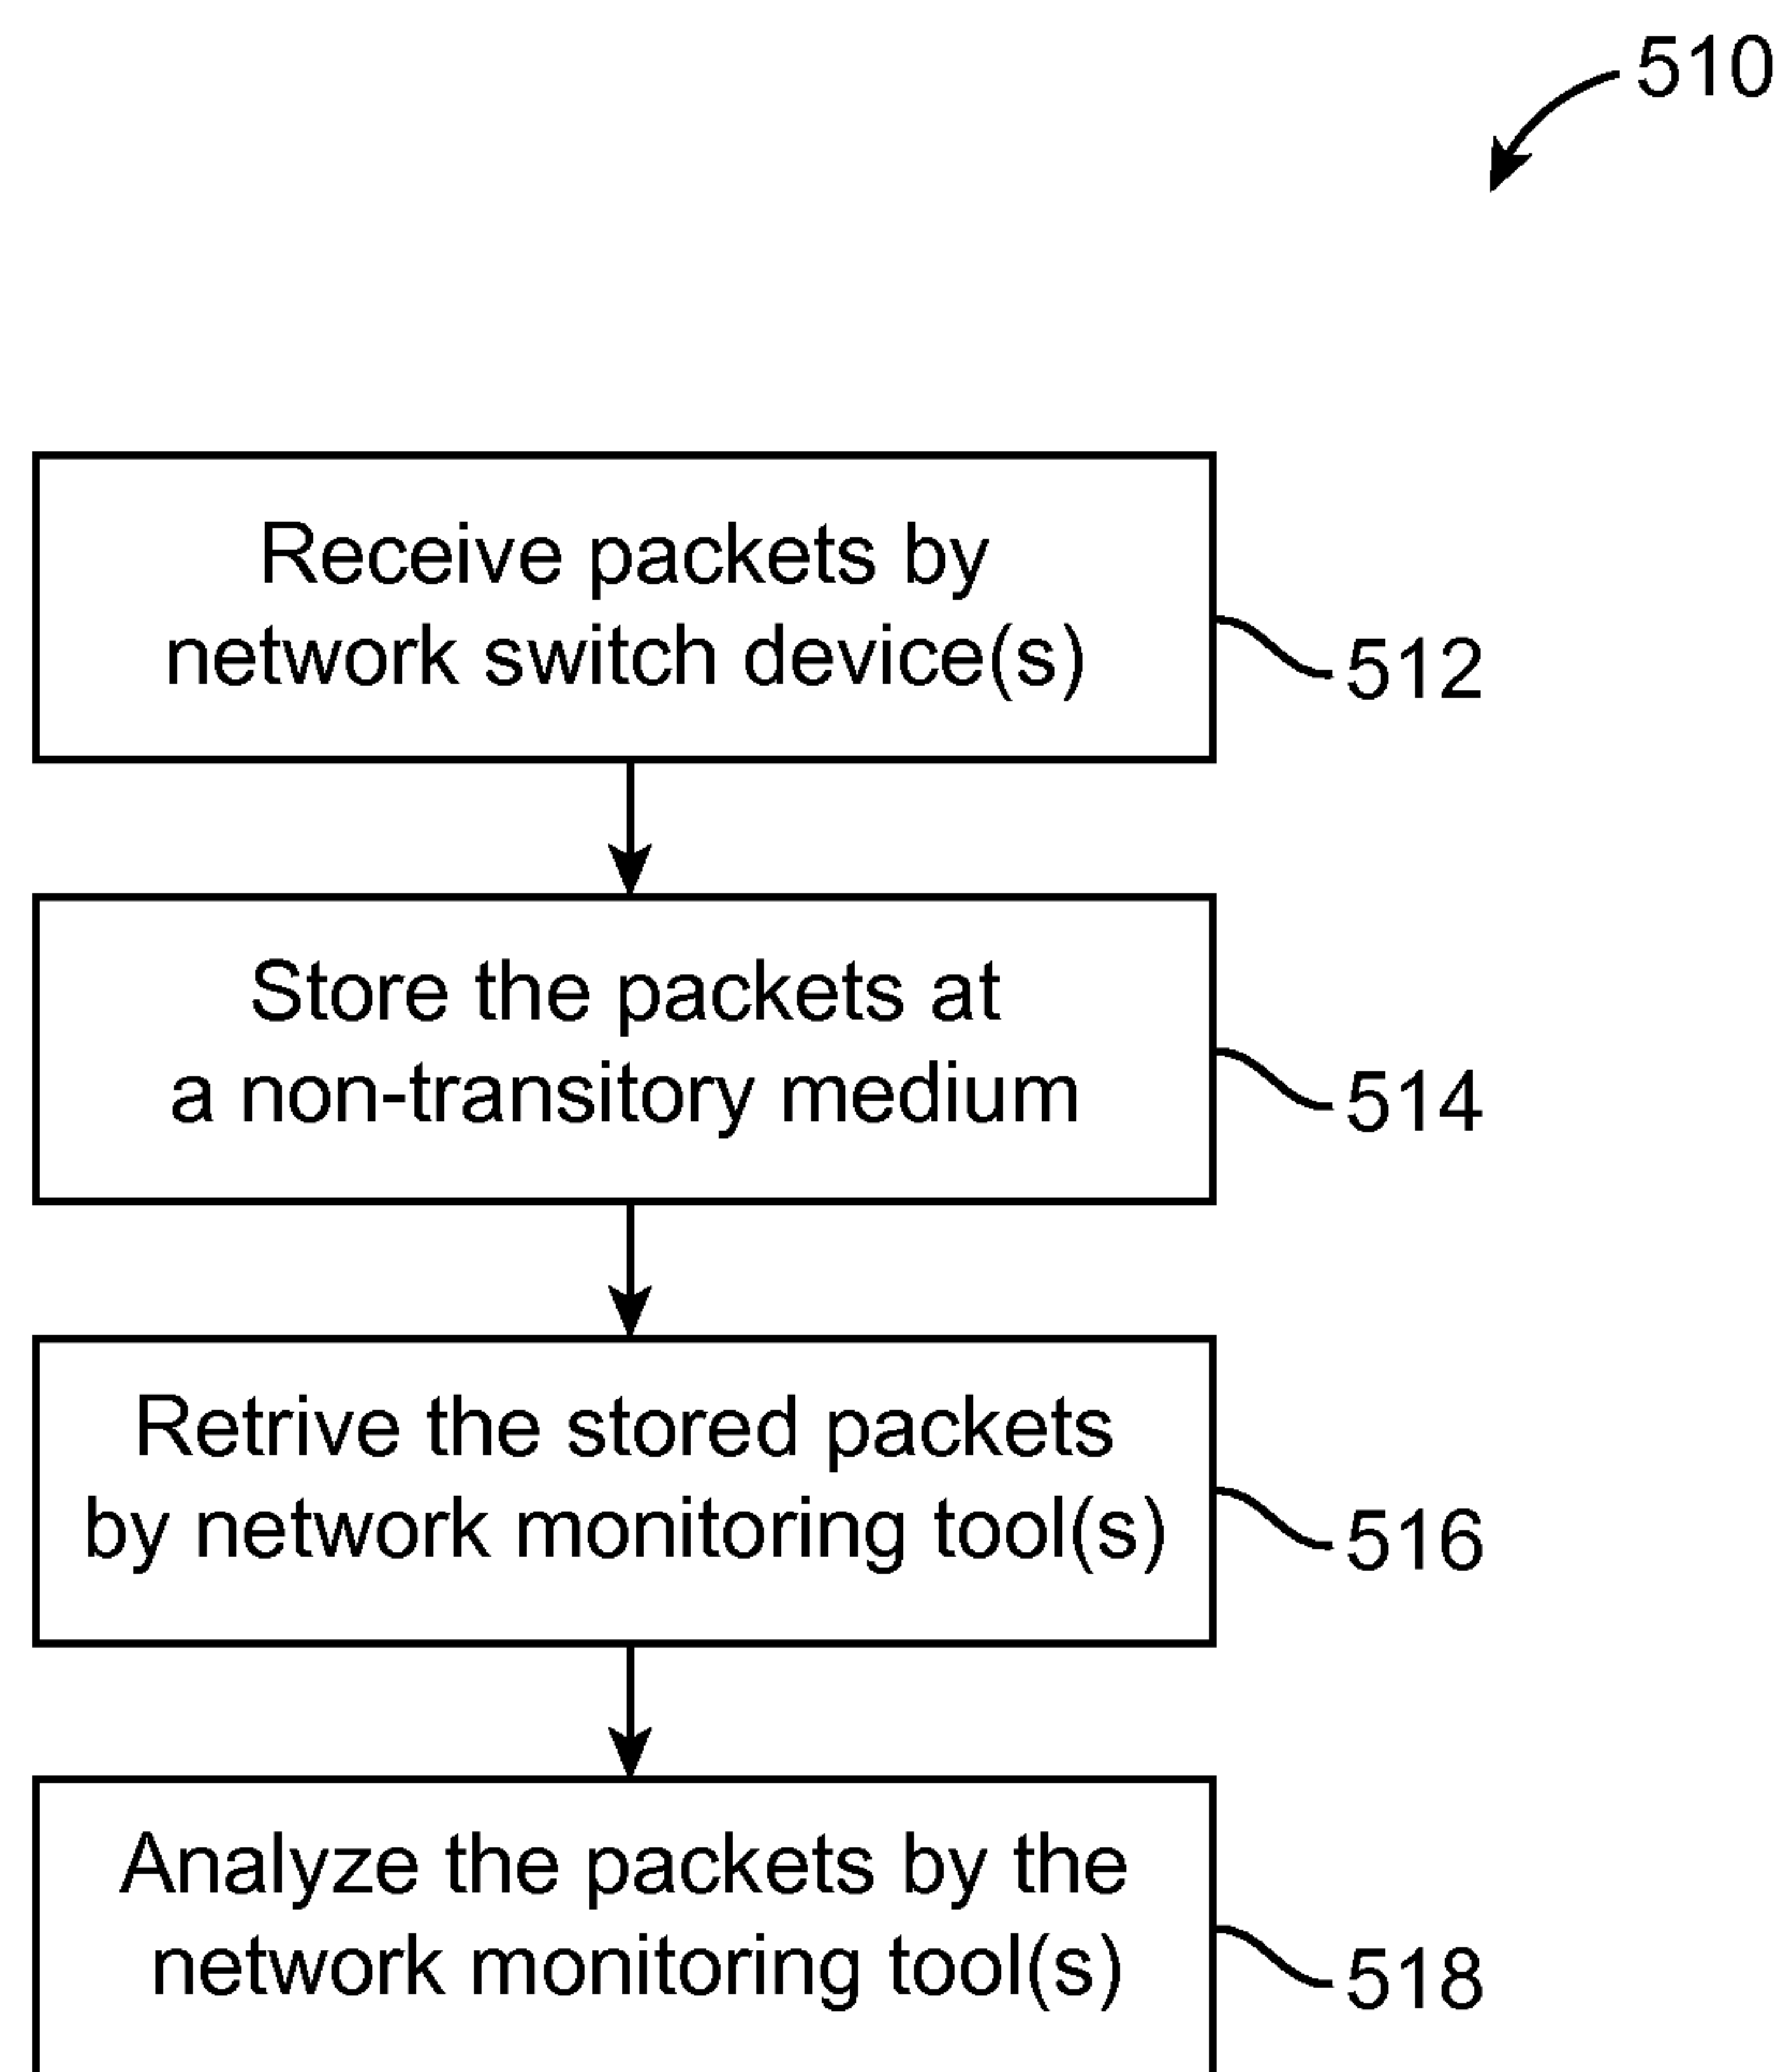 510
Receive packets by
network switch device(s)
512
Store the packets at
a non-transitory medium
514
Retrive the stored packets
by network monitoring tool(s)
516
Analyze the packets by the
network monitoring tool(s)
518